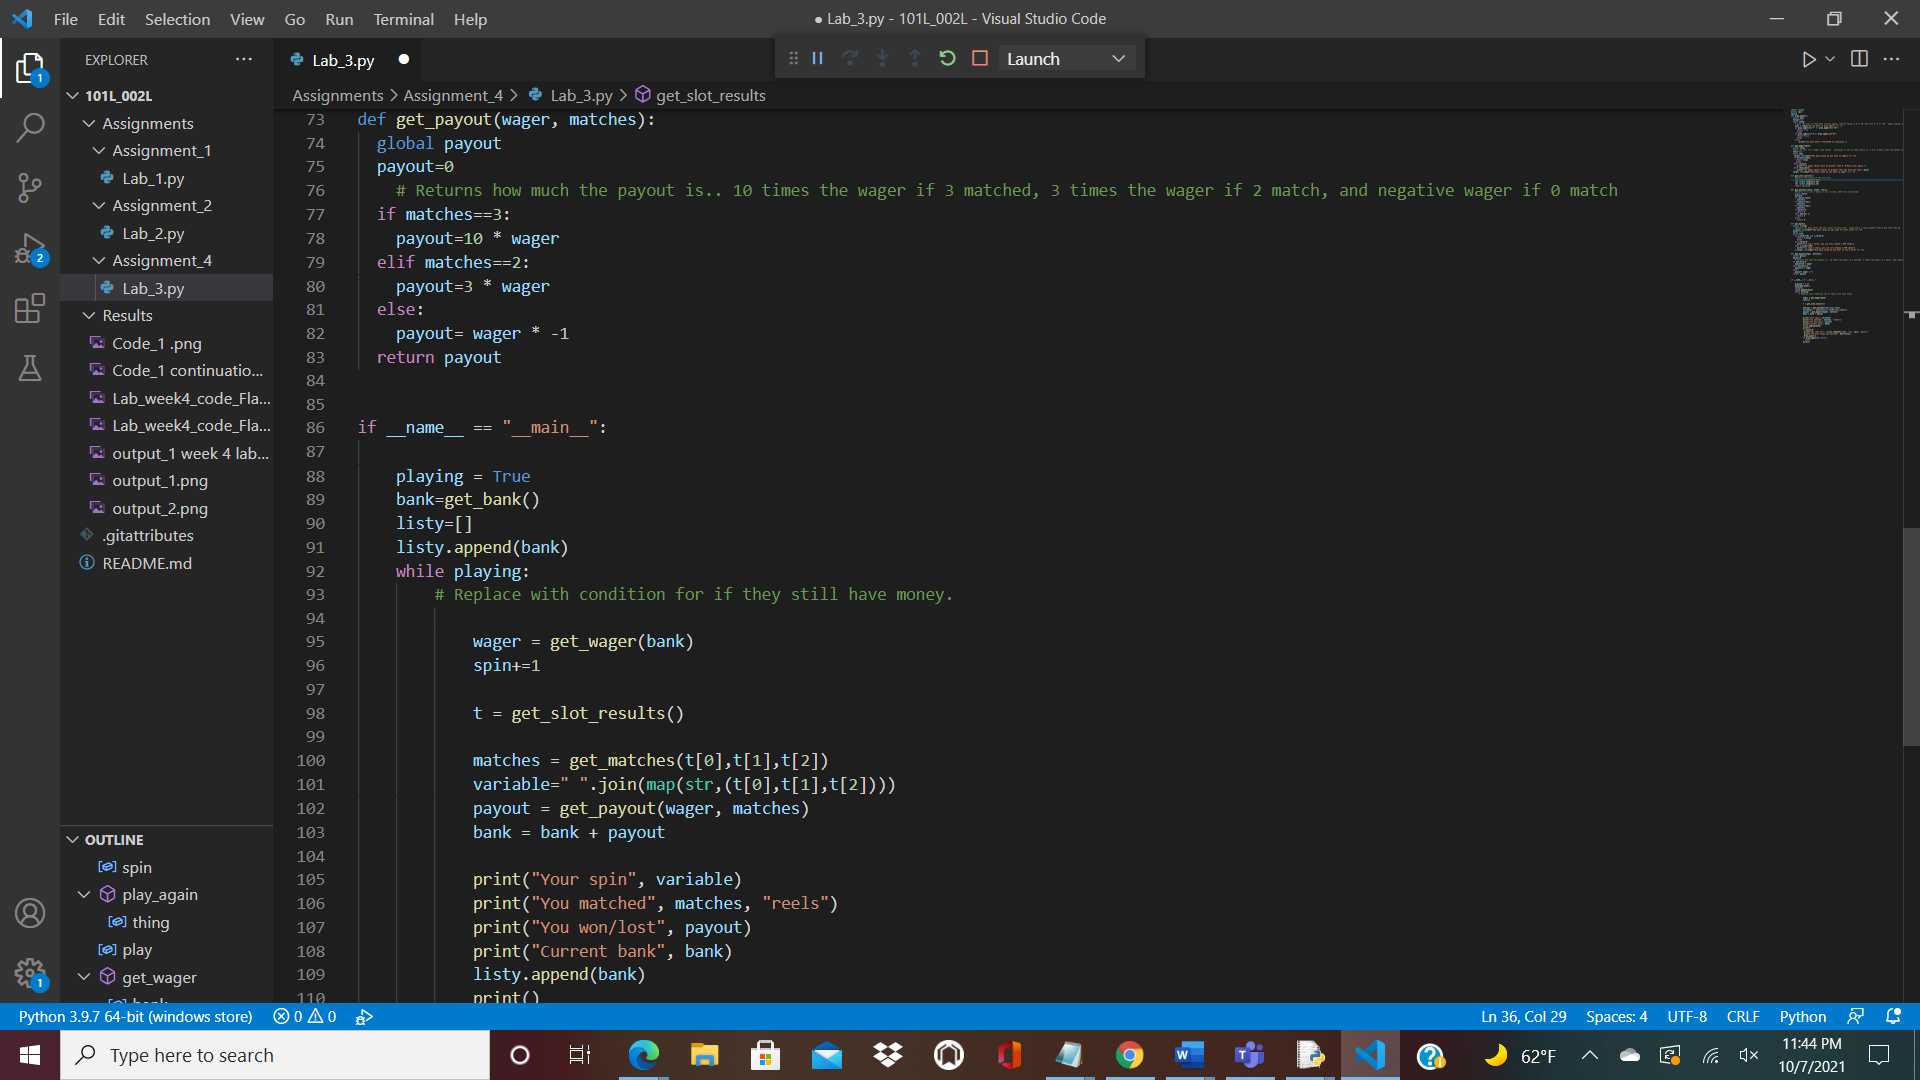 File Edit Selection View Go Run Terminal Help
● Lab_3.py - 101L_002L - Visual Studio Code
EXPLORER ···
Lab_3.py ●
Launch
Assignments > Assignment_4 > Lab_3.py > get_slot_results
101L_002L
Assignments
Assignment_1
Lab_1.py
Assignment_2
Lab_2.py
Assignment_4
Lab_3.py
Results
Code_1 .png
Code_1 continuatio...
Lab_week4_code_Fla...
Lab_week4_code_Fla...
output_1 week 4 lab...
output_1.png
output_2.png
.gitattributes
README.md
OUTLINE
spin
play_again
thing
play
get_wager
1
2
1
73 def get_payout(wager, matches):
74 global payout
75 payout=0
76 # Returns how much the payout is.. 10 times the wager if 3 matched, 3 times the wager if 2 match, and negative wager if 0 match
77 if matches==3:
78 payout=10 * wager
79 elif matches==2:
80 payout=3 * wager
81 else:
82 payout= wager * -1
83 return payout
84
85
86 if __name__ == "__main__":
87
88 playing = True
89 bank=get_bank()
90 listy=[]
91 listy.append(bank)
92 while playing:
93 # Replace with condition for if they still have money.
94
95 wager = get_wager(bank)
96 spin+=1
97
98 t = get_slot_results()
99
100 matches = get_matches(t[0],t[1],t[2])
101 variable=" ".join(map(str,(t[0],t[1],t[2])))
102 payout = get_payout(wager, matches)
103 bank = bank + payout
104
105 print("Your spin", variable)
106 print("You matched", matches, "reels")
107 print("You won/lost", payout)
108 print("Current bank", bank)
109 listy.append(bank)
110 print()
Python 3.9.7 64-bit (windows store) 0 0
Ln 36, Col 29 Spaces: 4 UTF-8 CRLF Python
Type here to search
62°F
11:44 PM
10/7/2021